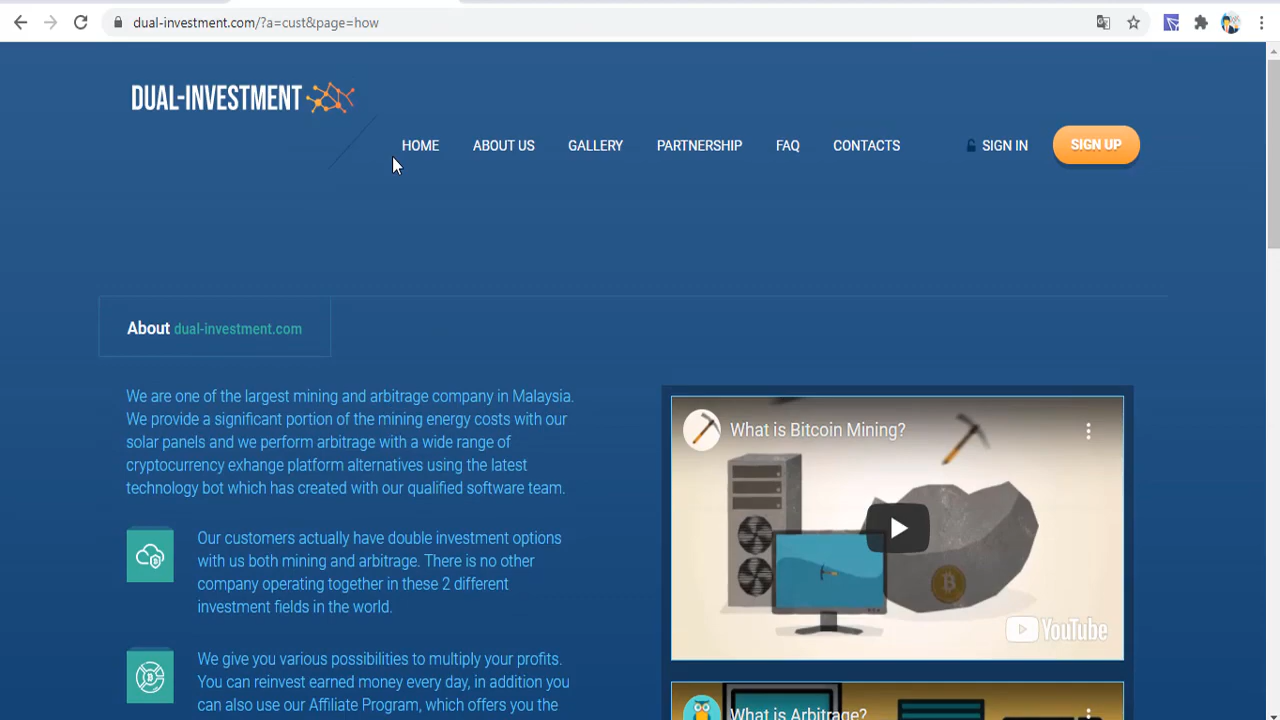 dual-investment.com/?a=cust&page=how
DUAL-INVESTMENT
HOME ABOUT US GALLERY PARTNERSHIP FAQ CONTACTS SIGN IN SIGN UP
About dual-investment.com
We are one of the largest mining and arbitrage company in Malaysia.
We provide a significant portion of the mining energy costs with our
solar panels and we perform arbitrage with a wide range of
cryptocurrency exhange platform alternatives using the latest
technology bot which has created with our qualified software team.
Our customers actually have double investment options
with us both mining and arbitrage. There is no other
company operating together in these 2 different
investment fields in the world.
We give you various possibilities to multiply your profits.
You can reinvest earned money every day, in addition you
can also use our Affiliate Program, which offers you the
What is Bitcoin Mining?
YouTube
What is Arbitrage?